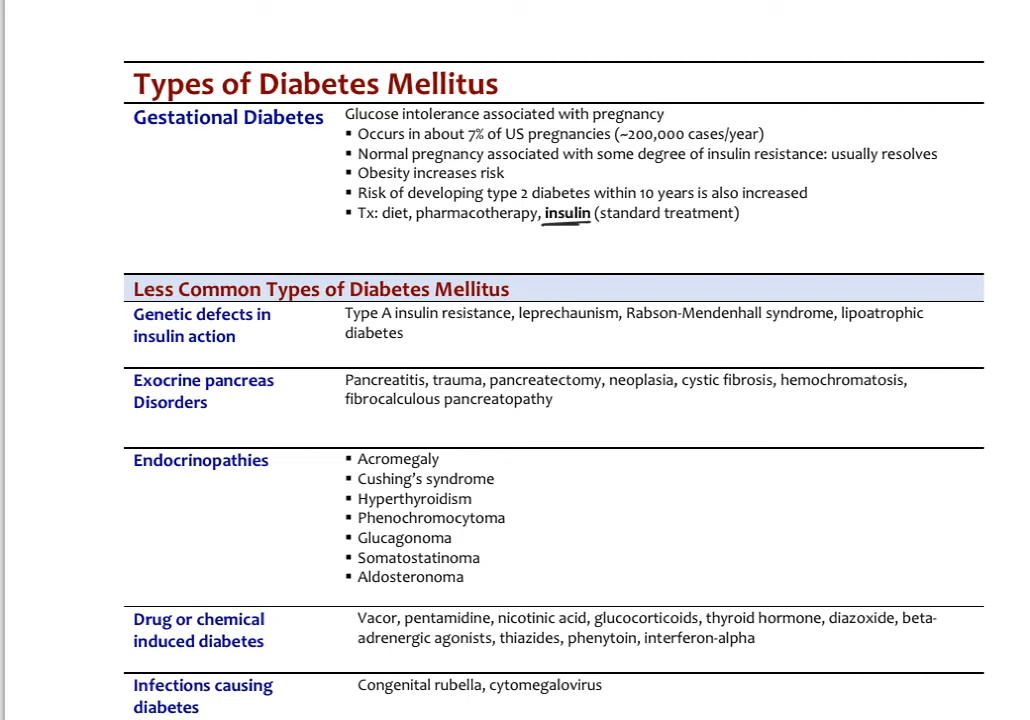 Types of Diabetes Mellitus
Gestational Diabetes
Glucose intolerance associated with pregnancy
▪ Occurs in about 7% of US pregnancies (~200,000 cases/year)
▪ Normal pregnancy associated with some degree of insulin resistance: usually resolves
▪ Obesity increases risk
▪ Risk of developing type 2 diabetes within 10 years is also increased
▪ Tx: diet, pharmacotherapy, insulin (standard treatment)
Less Common Types of Diabetes Mellitus
Genetic defects in
insulin action
Type A insulin resistance, leprechaunism, Rabson-Mendenhall syndrome, lipoatrophic
diabetes
Exocrine pancreas
Disorders
Pancreatitis, trauma, pancreatectomy, neoplasia, cystic fibrosis, hemochromatosis,
fibrocalculous pancreatopathy
Endocrinopathies
▪ Acromegaly
▪ Cushing's syndrome
▪ Hyperthyroidism
▪ Phenochromocytoma
▪ Glucagonoma
▪ Somatostatinoma
▪ Aldosteronoma
Drug or chemical
induced diabetes
Vacor, pentamidine, nicotinic acid, glucocorticoids, thyroid hormone, diazoxide, beta-
adrenergic agonists, thiazides, phenytoin, interferon-alpha
Infections causing
diabetes
Congenital rubella, cytomegalovirus